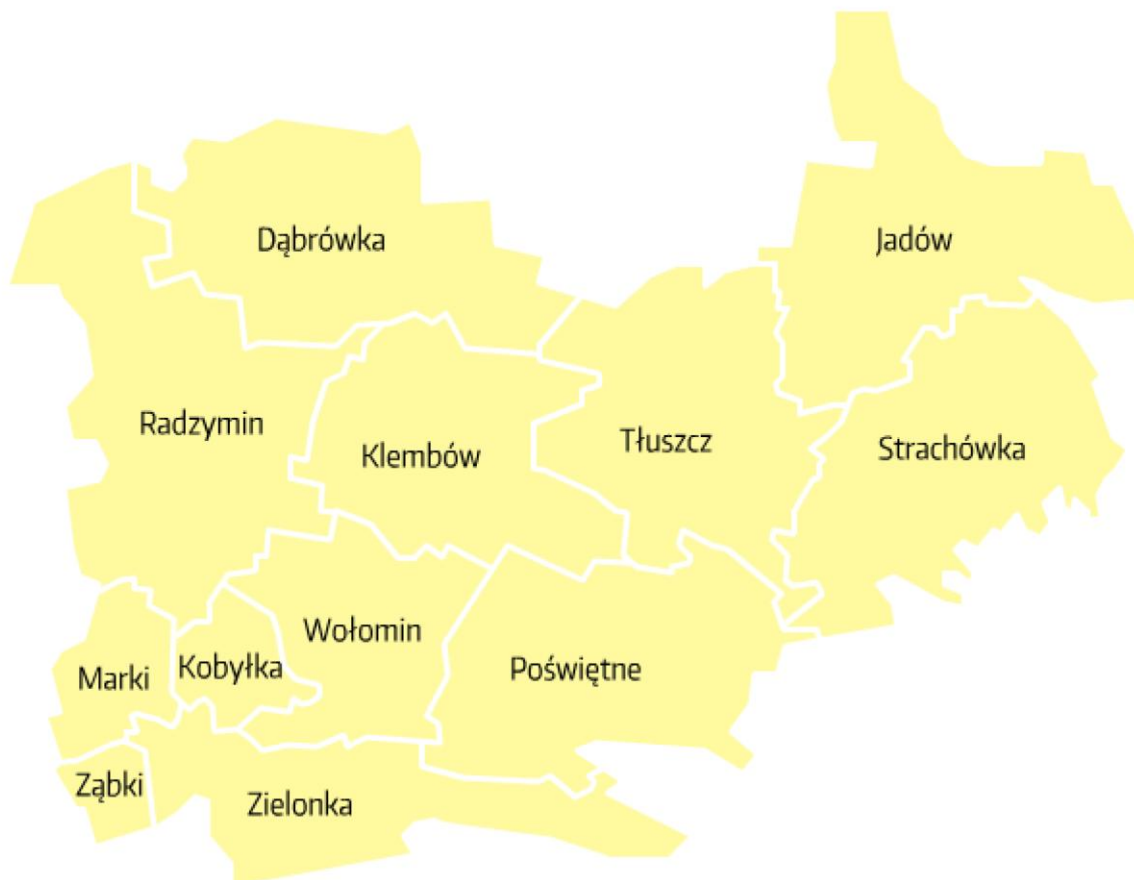 Dąbrówka
Jadów
Radzymin
Klembów
Tłuszcz
Strachówka
Wołomin
Marki
Kobyłka
Poświętne
Ząbki
Zielonka